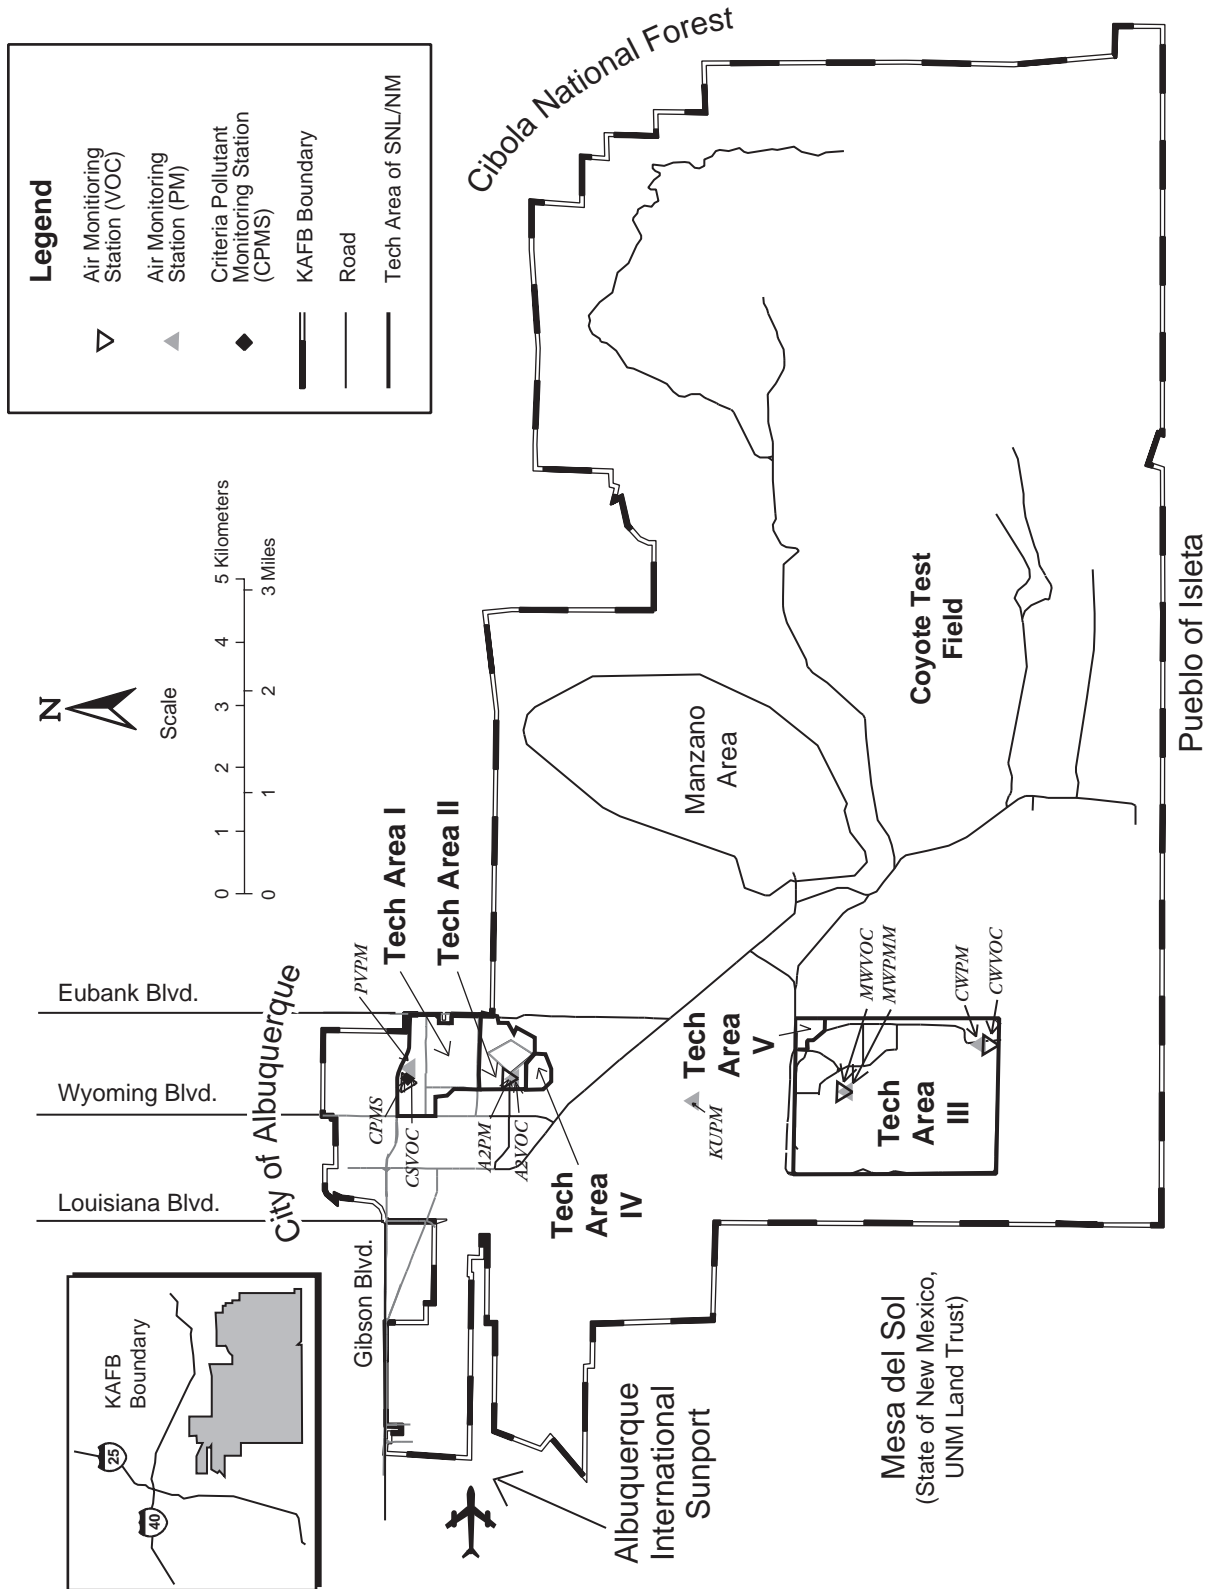 Legend
Air Monitioring
Station (VOC)
Air Monitoring
Station (PM)
Criteria Pollutant
Monitoring Station
(CPMS)
KAFB Boundary
Road
Tech Area of SNL/NM
N
Scale
0 1 2 3 4 5 Kilometers
0 1 2 3 Miles
KAFB
Boundary
25
40
Cibola National Forest
City of Albuquerque
Louisiana Blvd.
Wyoming Blvd.
Eubank Blvd.
Gibson Blvd.
CPMS
CSVOC
PVPM
A2PM
A2VOC
Tech Area I
Tech Area II
Tech
Area
IV
Albuquerque
International
Sunport
Manzano
Area
KUPM
Tech
Area
V
MWVOC
MWPMM
CWPM
CWVOC
Tech
Area
III
Coyote Test
Field
Mesa del Sol
(State of New Mexico,
UNM Land Trust)
Pueblo of Isleta